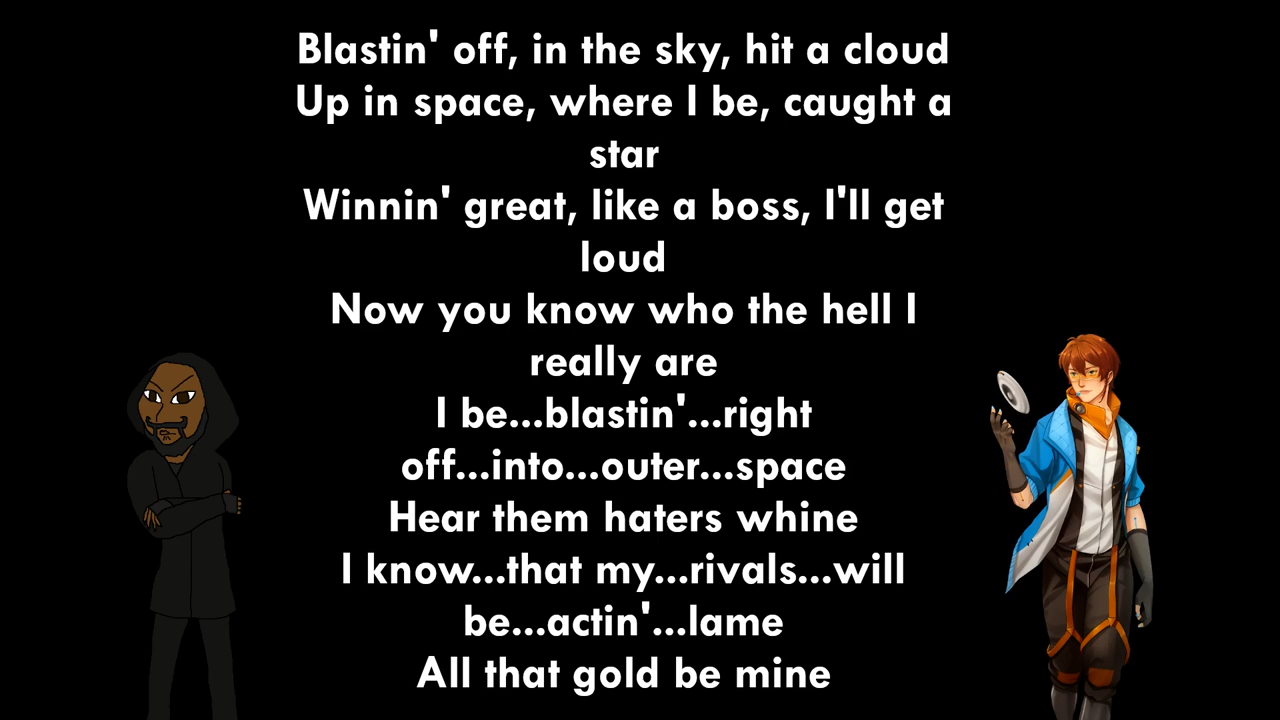 Blastin' off, in the sky, hit a cloud
Up in space, where I be, caught a
star
Winnin' great, like a boss, I'll get
loud
Now you know who the hell I
really are
I be...blastin'...right
off...into...outer...space
Hear them haters whine
I know...that my...rivals...will
be...actin'...lame
All that gold be mine